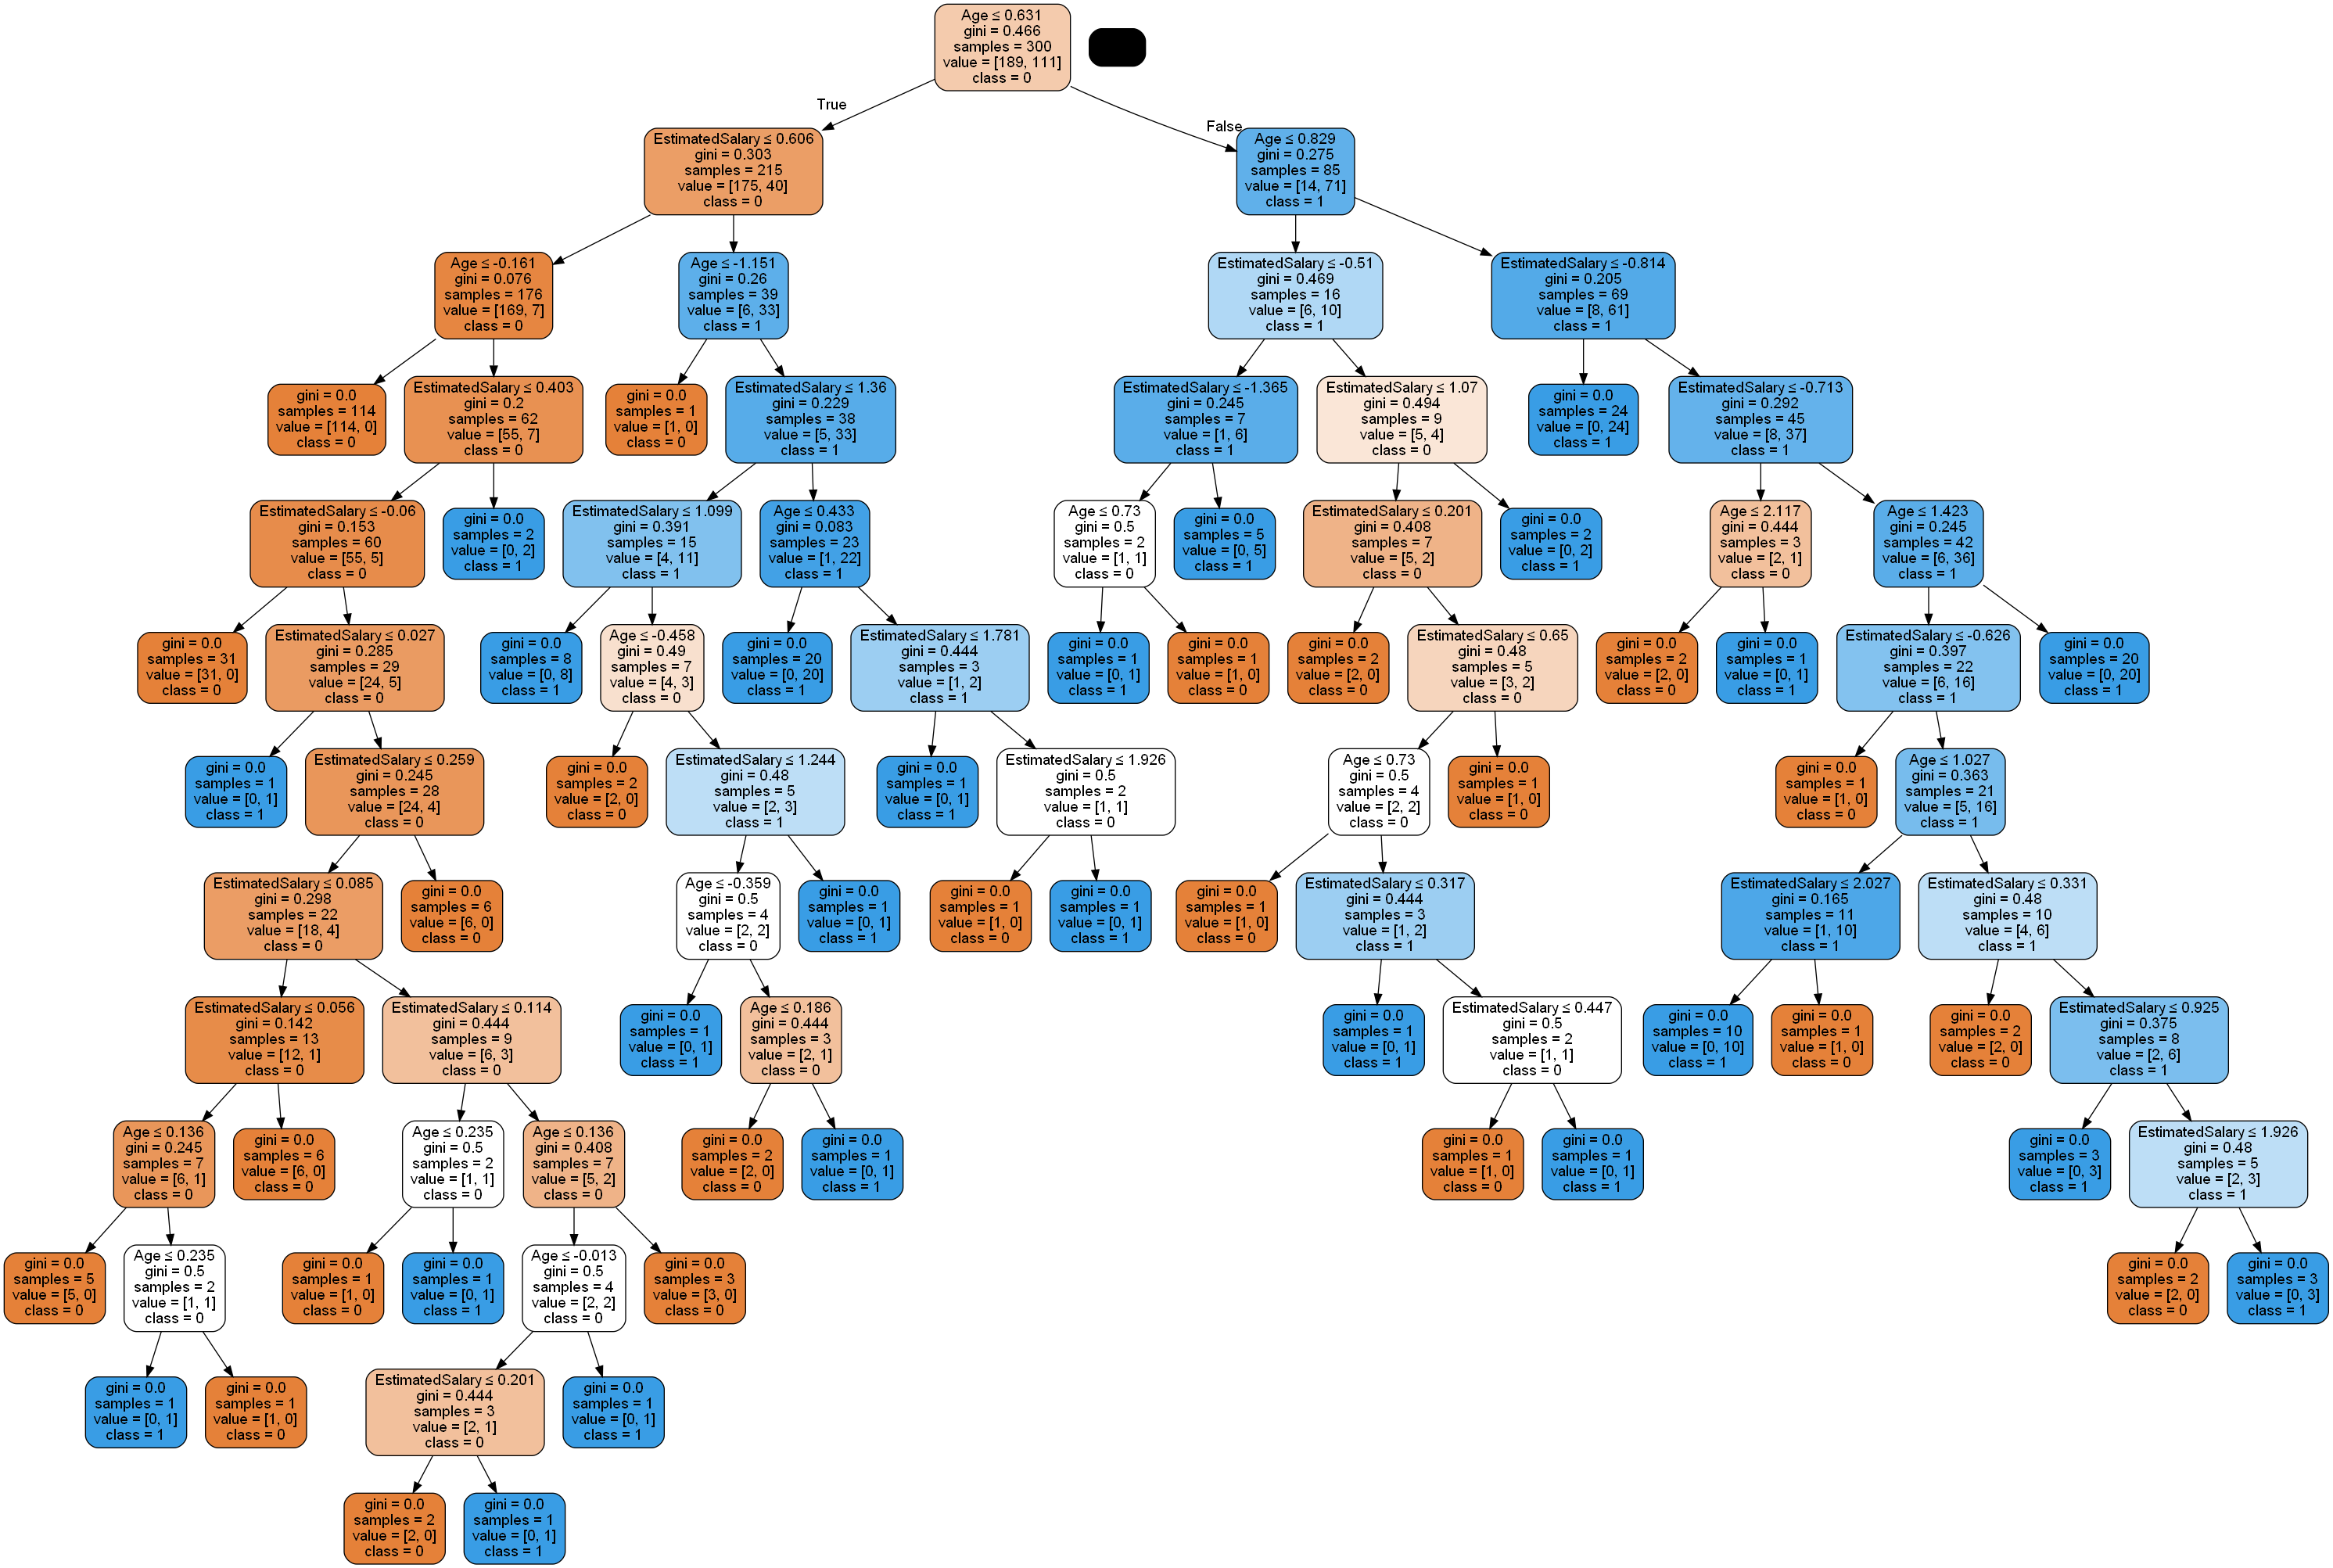 Age ≤ 0.631
gini = 0.466
samples = 300
value = [189, 111]
class = 0
True
False
EstimatedSalary ≤ 0.606
gini = 0.303
samples = 215
value = [175, 40]
class = 0
Age ≤ 0.829
gini = 0.275
samples = 85
value = [14, 71]
class = 1
Age ≤ -0.161
gini = 0.076
samples = 176
value = [169, 7]
class = 0
Age ≤ -1.151
gini = 0.26
samples = 39
value = [6, 33]
class = 1
EstimatedSalary ≤ -0.51
gini = 0.469
samples = 16
value = [6, 10]
class = 1
EstimatedSalary ≤ -0.814
gini = 0.205
samples = 69
value = [8, 61]
class = 1
gini = 0.0
samples = 114
value = [114, 0]
class = 0
EstimatedSalary ≤ 0.403
gini = 0.2
samples = 62
value = [55, 7]
class = 0
gini = 0.0
samples = 1
value = [1, 0]
class = 0
EstimatedSalary ≤ 1.36
gini = 0.229
samples = 38
value = [5, 33]
class = 1
EstimatedSalary ≤ -1.365
gini = 0.245
samples = 7
value = [1, 6]
class = 1
EstimatedSalary ≤ 1.07
gini = 0.494
samples = 9
value = [5, 4]
class = 0
gini = 0.0
samples = 24
value = [0, 24]
class = 1
EstimatedSalary ≤ -0.713
gini = 0.292
samples = 45
value = [8, 37]
class = 1
EstimatedSalary ≤ -0.06
gini = 0.153
samples = 60
value = [55, 5]
class = 0
gini = 0.0
samples = 2
value = [0, 2]
class = 1
EstimatedSalary ≤ 1.099
gini = 0.391
samples = 15
value = [4, 11]
class = 1
Age ≤ 0.433
gini = 0.083
samples = 23
value = [1, 22]
class = 1
Age ≤ 0.73
gini = 0.5
samples = 2
value = [1, 1]
class = 0
gini = 0.0
samples = 5
value = [0, 5]
class = 1
EstimatedSalary ≤ 0.201
gini = 0.408
samples = 7
value = [5, 2]
class = 0
gini = 0.0
samples = 2
value = [0, 2]
class = 1
Age ≤ 2.117
gini = 0.444
samples = 3
value = [2, 1]
class = 0
Age ≤ 1.423
gini = 0.245
samples = 42
value = [6, 36]
class = 1
gini = 0.0
samples = 31
value = [31, 0]
class = 0
EstimatedSalary ≤ 0.027
gini = 0.285
samples = 29
value = [24, 5]
class = 0
gini = 0.0
samples = 8
value = [0, 8]
class = 1
Age ≤ -0.458
gini = 0.49
samples = 7
value = [4, 3]
class = 0
gini = 0.0
samples = 20
value = [0, 20]
class = 1
EstimatedSalary ≤ 1.781
gini = 0.444
samples = 3
value = [1, 2]
class = 1
gini = 0.0
samples = 1
value = [0, 1]
class = 1
gini = 0.0
samples = 1
value = [1, 0]
class = 0
gini = 0.0
samples = 2
value = [2, 0]
class = 0
EstimatedSalary ≤ 0.65
gini = 0.48
samples = 5
value = [3, 2]
class = 0
gini = 0.0
samples = 2
value = [2, 0]
class = 0
gini = 0.0
samples = 1
value = [0, 1]
class = 1
EstimatedSalary ≤ -0.626
gini = 0.397
samples = 22
value = [6, 16]
class = 1
gini = 0.0
samples = 20
value = [0, 20]
class = 1
gini = 0.0
samples = 1
value = [0, 1]
class = 1
EstimatedSalary ≤ 0.259
gini = 0.245
samples = 28
value = [24, 4]
class = 0
gini = 0.0
samples = 2
value = [2, 0]
class = 0
EstimatedSalary ≤ 1.244
gini = 0.48
samples = 5
value = [2, 3]
class = 1
gini = 0.0
samples = 1
value = [0, 1]
class = 1
EstimatedSalary ≤ 1.926
gini = 0.5
samples = 2
value = [1, 1]
class = 0
Age ≤ 0.73
gini = 0.5
samples = 4
value = [2, 2]
class = 0
gini = 0.0
samples = 1
value = [1, 0]
class = 0
gini = 0.0
samples = 1
value = [1, 0]
class = 0
Age ≤ 1.027
gini = 0.363
samples = 21
value = [5, 16]
class = 1
EstimatedSalary ≤ 0.085
gini = 0.298
samples = 22
value = [18, 4]
class = 0
gini = 0.0
samples = 6
value = [6, 0]
class = 0
Age ≤ -0.359
gini = 0.5
samples = 4
value = [2, 2]
class = 0
gini = 0.0
samples = 1
value = [0, 1]
class = 1
gini = 0.0
samples = 1
value = [1, 0]
class = 0
gini = 0.0
samples = 1
value = [0, 1]
class = 1
gini = 0.0
samples = 1
value = [1, 0]
class = 0
EstimatedSalary ≤ 0.317
gini = 0.444
samples = 3
value = [1, 2]
class = 1
EstimatedSalary ≤ 2.027
gini = 0.165
samples = 11
value = [1, 10]
class = 1
EstimatedSalary ≤ 0.331
gini = 0.48
samples = 10
value = [4, 6]
class = 1
EstimatedSalary ≤ 0.056
gini = 0.142
samples = 13
value = [12, 1]
class = 0
EstimatedSalary ≤ 0.114
gini = 0.444
samples = 9
value = [6, 3]
class = 0
gini = 0.0
samples = 1
value = [0, 1]
class = 1
Age ≤ 0.186
gini = 0.444
samples = 3
value = [2, 1]
class = 0
gini = 0.0
samples = 1
value = [0, 1]
class = 1
EstimatedSalary ≤ 0.447
gini = 0.5
samples = 2
value = [1, 1]
class = 0
gini = 0.0
samples = 10
value = [0, 10]
class = 1
gini = 0.0
samples = 1
value = [1, 0]
class = 0
gini = 0.0
samples = 2
value = [2, 0]
class = 0
EstimatedSalary ≤ 0.925
gini = 0.375
samples = 8
value = [2, 6]
class = 1
Age ≤ 0.136
gini = 0.245
samples = 7
value = [6, 1]
class = 0
gini = 0.0
samples = 6
value = [6, 0]
class = 0
Age ≤ 0.235
gini = 0.5
samples = 2
value = [1, 1]
class = 0
Age ≤ 0.136
gini = 0.408
samples = 7
value = [5, 2]
class = 0
gini = 0.0
samples = 2
value = [2, 0]
class = 0
gini = 0.0
samples = 1
value = [0, 1]
class = 1
gini = 0.0
samples = 1
value = [1, 0]
class = 0
gini = 0.0
samples = 1
value = [0, 1]
class = 1
gini = 0.0
samples = 3
value = [0, 3]
class = 1
EstimatedSalary ≤ 1.926
gini = 0.48
samples = 5
value = [2, 3]
class = 1
gini = 0.0
samples = 5
value = [5, 0]
class = 0
Age ≤ 0.235
gini = 0.5
samples = 2
value = [1, 1]
class = 0
gini = 0.0
samples = 1
value = [1, 0]
class = 0
gini = 0.0
samples = 1
value = [0, 1]
class = 1
Age ≤ -0.013
gini = 0.5
samples = 4
value = [2, 2]
class = 0
gini = 0.0
samples = 3
value = [3, 0]
class = 0
gini = 0.0
samples = 2
value = [2, 0]
class = 0
gini = 0.0
samples = 3
value = [0, 3]
class = 1
gini = 0.0
samples = 1
value = [0, 1]
class = 1
gini = 0.0
samples = 1
value = [1, 0]
class = 0
EstimatedSalary ≤ 0.201
gini = 0.444
samples = 3
value = [2, 1]
class = 0
gini = 0.0
samples = 1
value = [0, 1]
class = 1
gini = 0.0
samples = 2
value = [2, 0]
class = 0
gini = 0.0
samples = 1
value = [0, 1]
class = 1